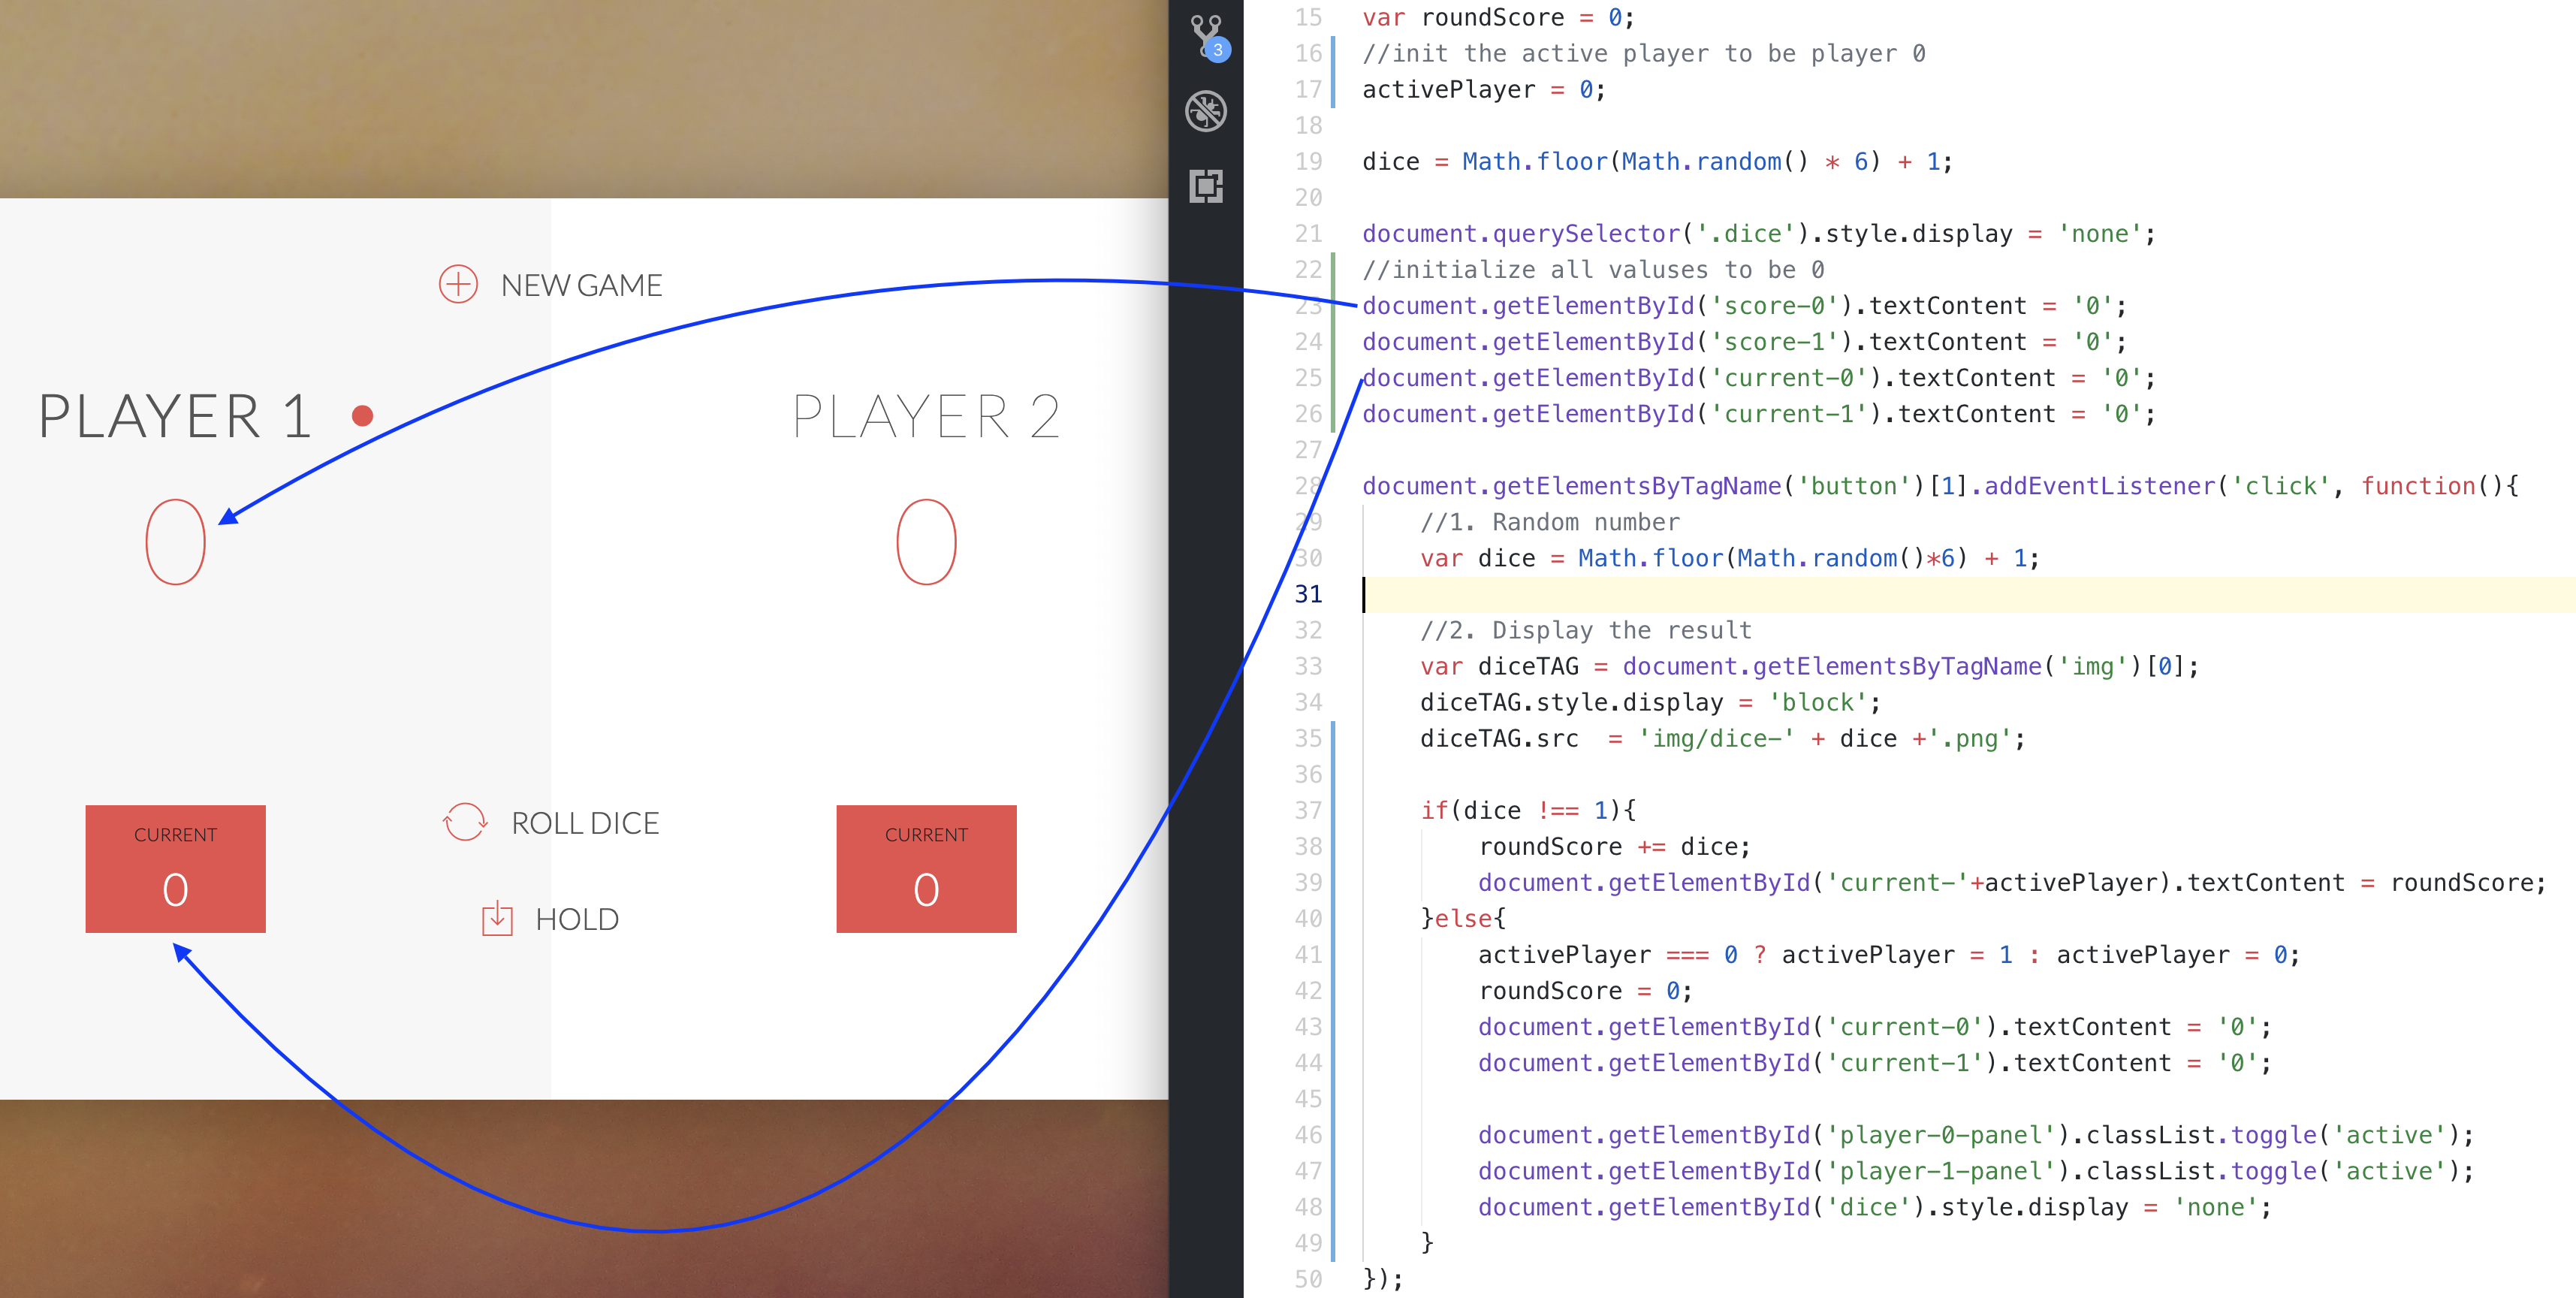 NEW GAME
PLAYER 1
PLAYER 2
0
0
CURRENT
0
CURRENT
0
ROLL DICE
HOLD
3
15 var roundScore = 0;
16 //init the active player to be player 0
17 activePlayer = 0;
18
19 dice = Math.floor(Math.random() * 6) + 1;
20
21 document.querySelector('.dice').style.display = 'none';
22 //initialize all valuses to be 0
23 document.getElementById('score-0').textContent = '0';
24 document.getElementById('score-1').textContent = '0';
25 document.getElementById('current-0').textContent = '0';
26 document.getElementById('current-1').textContent = '0';
27
28 document.getElementsByTagName('button')[1].addEventListener('click', function(){
29     //1. Random number
30     var dice = Math.floor(Math.random()*6) + 1;
31
32     //2. Display the result
33     var diceTAG = document.getElementsByTagName('img')[0];
34     diceTAG.style.display = 'block';
35     diceTAG.src  = 'img/dice-' + dice +'.png';
36
37     if(dice !== 1){
38         roundScore += dice;
39         document.getElementById('current-'+activePlayer).textContent = roundScore;
40     }else{
41         activePlayer === 0 ? activePlayer = 1 : activePlayer = 0;
42         roundScore = 0;
43         document.getElementById('current-0').textContent = '0';
44         document.getElementById('current-1').textContent = '0';
45
46         document.getElementById('player-0-panel').classList.toggle('active');
47         document.getElementById('player-1-panel').classList.toggle('active');
48         document.getElementById('dice').style.display = 'none';
49     }
50 });